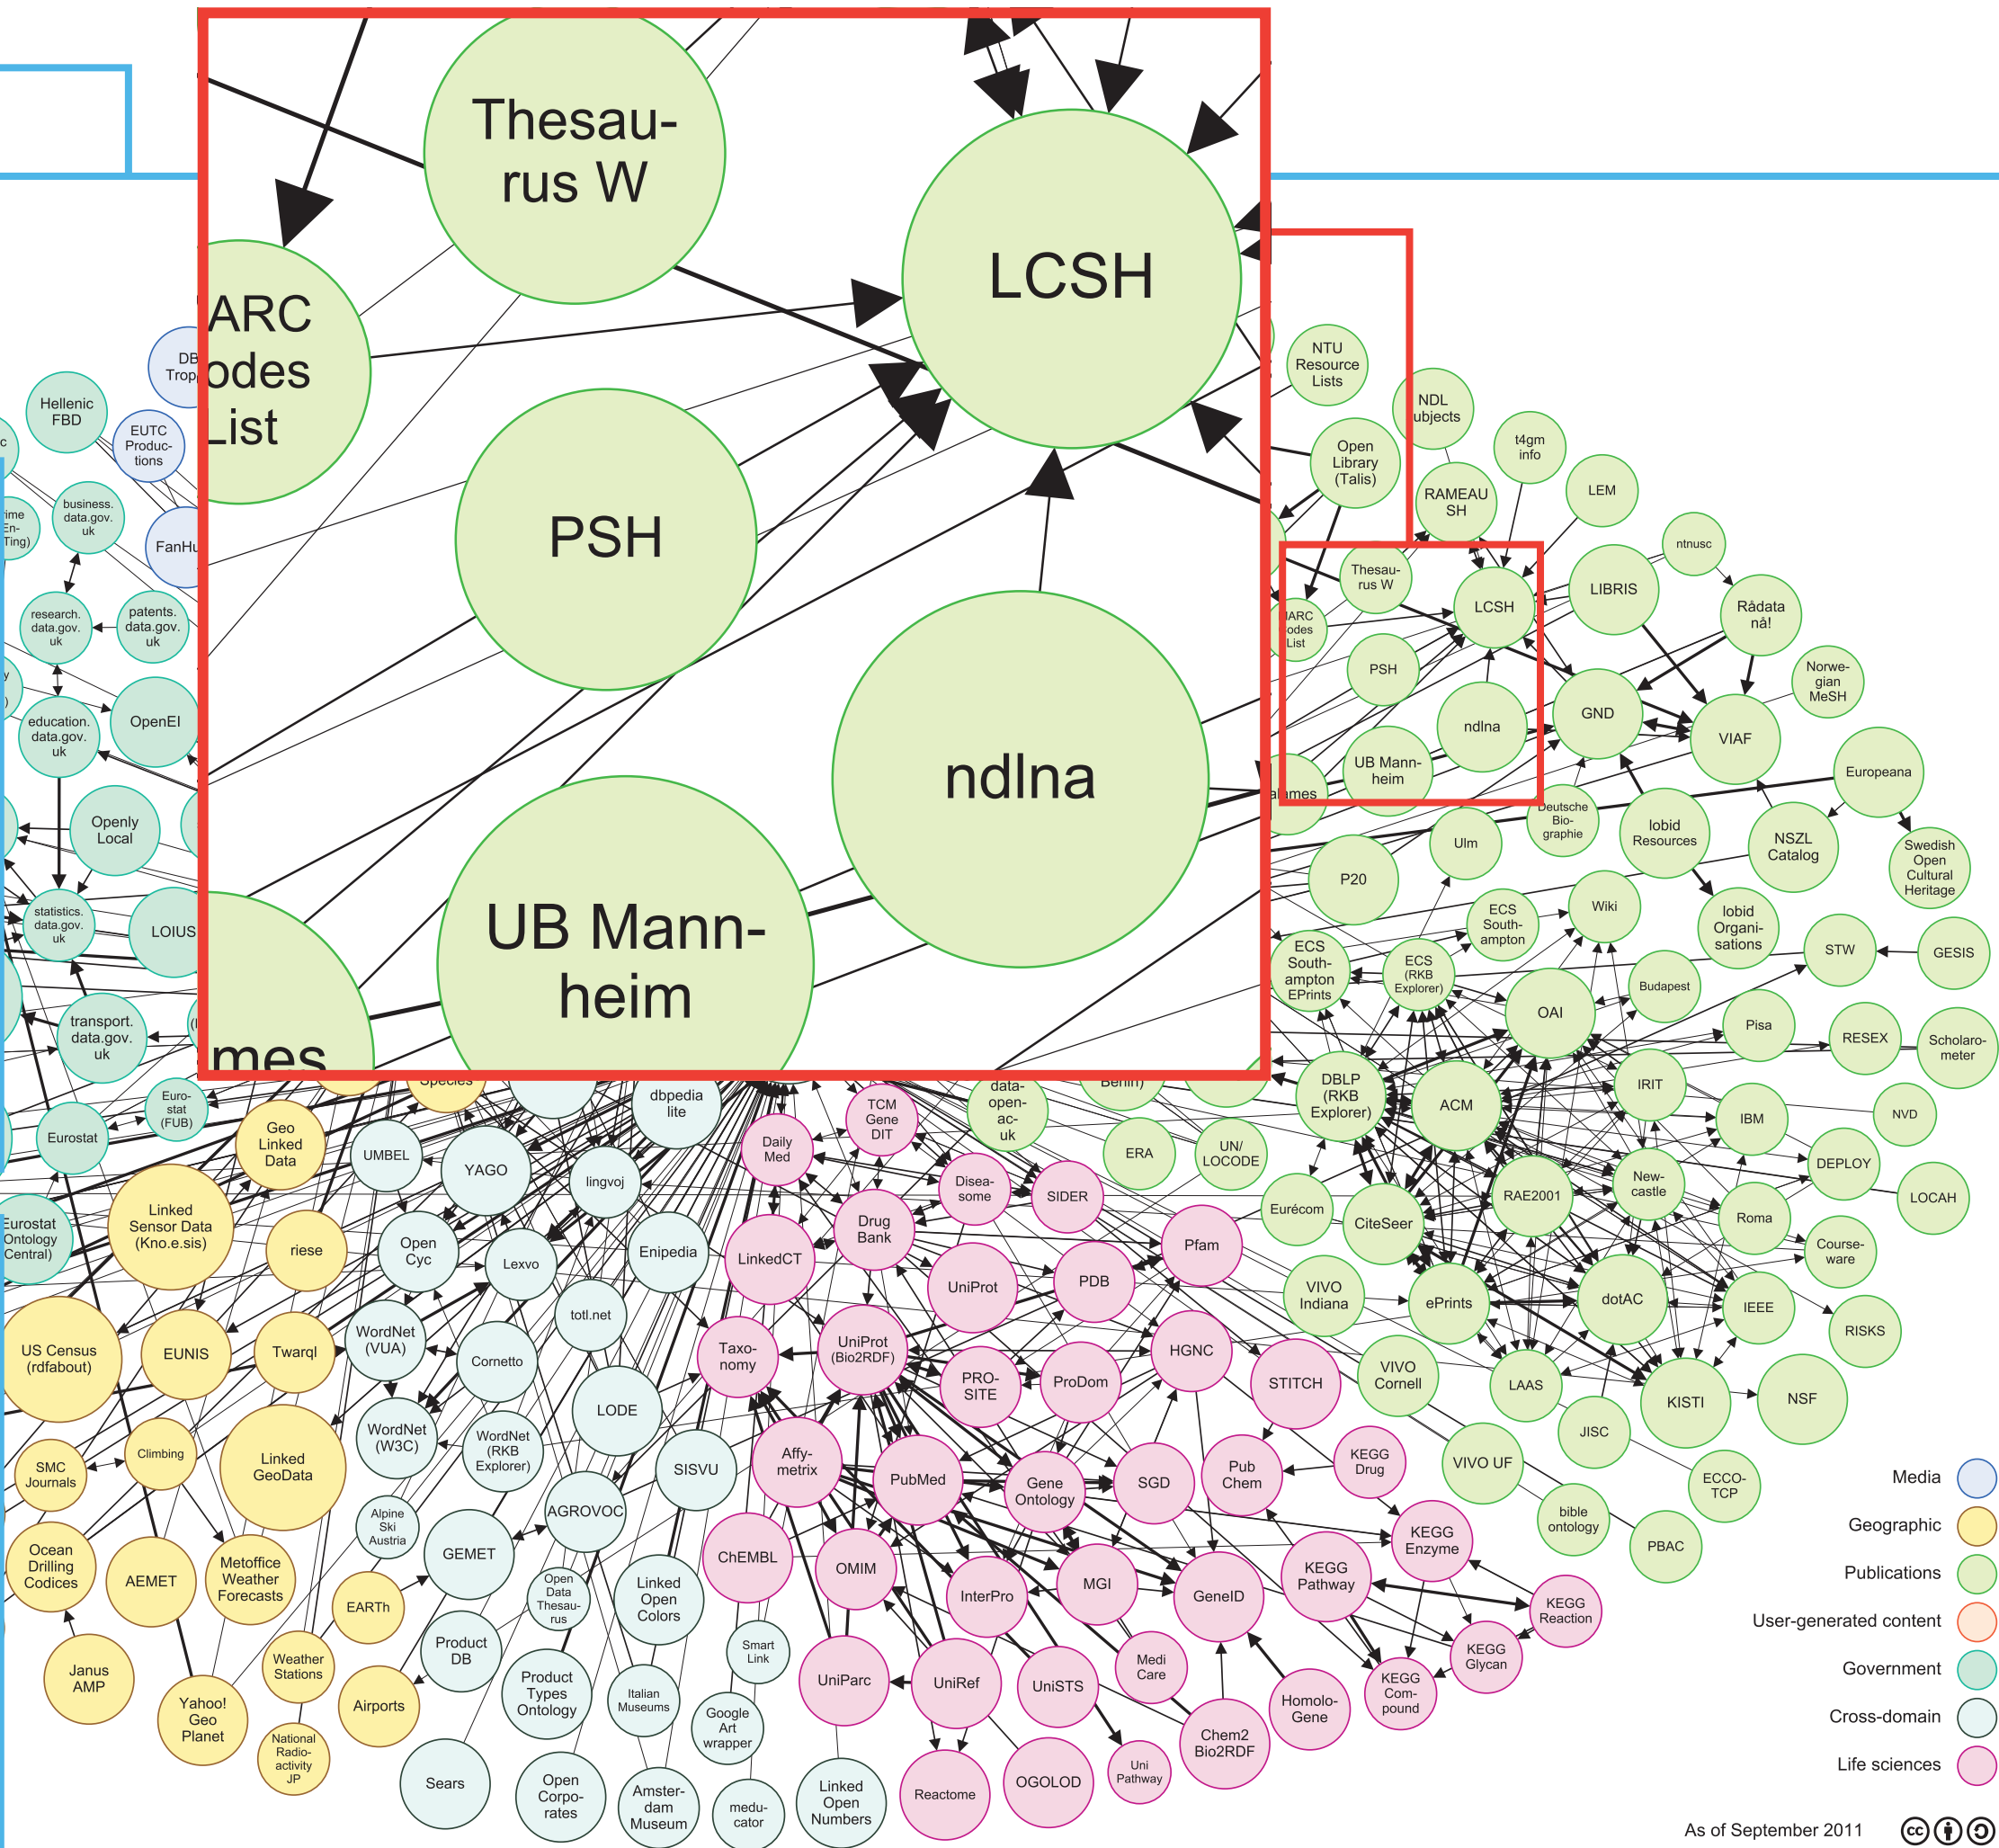 Thesau-
rus W
LCSH
ARC
odes
List
PSH
ndlna
UB Mann-
heim
mes
Hellenic
FBD
EUTC
Produc-
tions
DB
Trop
FanHu
business.
data.gov.
uk
research.
data.gov.
uk
patents.
data.gov.
uk
education.
data.gov.
uk
OpenEI
Openly
Local
statistics.
data.gov.
uk
LOIUS
transport.
data.gov.
uk
Euro-
stat
(FUB)
Eurostat
Eurostat
Ontology
Central)
NTU
Resource
Lists
NDL
ubjects
t4gm
info
Open
Library
(Talis)
RAMEAU
SH
LEM
ntnusc
Thesau-
rus W
LCSH
LIBRIS
Rådata
nå!
MARC
odes
List
PSH
Norwe-
gian
MeSH
GND
ndlna
VIAF
UB Mann-
heim
Europeana
alames
Deutsche
Bio-
graphie
lobid
Resources
NSZL
Catalog
Swedish
Open
Cultural
Heritage
Ulm
P20
Wiki
ECS
South-
ampton
lobid
Organi-
sations
ECS
South-
ampton
EPrints
ECS
(RKB
Explorer)
STW
GESIS
Budapest
OAI
Pisa
RESEX
Scholaro-
meter
DBLP
(RKB
Explorer)
ACM
IRIT
IBM
NVD
DEPLOY
LOCAH
New-
castle
RAE2001
Roma
Course-
ware
Eurécom
CiteSeer
VIVO
Indiana
ePrints
dotAC
IEEE
RISKS
VIVO
Cornell
LAAS
KISTI
NSF
JISC
VIVO UF
ECCO-
TCP
bible
ontology
PBAC
data-
open-
ac-
uk
Benin)
ERA
UN/
LOCODE
Species
Geo
Linked
Data
Linked
Sensor Data
(Kno.e.sis)
riese
US Census
(rdfabout)
EUNIS
Twarql
SMC
Journals
Climbing
Linked
GeoData
Ocean
Drilling
Codices
AEMET
Metoffice
Weather
Forecasts
EARTh
Janus
AMP
Yahoo!
Geo
Planet
Weather
Stations
Airports
National
Radio-
activity
JP
dbpedia
lite
UMBEL
YAGO
lingvoj
Open
Cyc
Lexvo
Enipedia
totl.net
WordNet
(VUA)
Cornetto
WordNet
(W3C)
WordNet
(RKB
Explorer)
LODE
SISVU
Alpine
Ski
Austria
AGROVOC
GEMET
Open
Data
Thesau-
rus
Linked
Open
Colors
Product
DB
Product
Types
Ontology
Italian
Museums
Smart
Link
Google
Art
wrapper
Sears
Open
Corpo-
rates
Amster-
dam
Museum
medu-
cator
Linked
Open
Numbers
TCM
Gene
DIT
Daily
Med
Disea-
some
SIDER
Drug
Bank
LinkedCT
Pfam
UniProt
PDB
Taxo-
nomy
UniProt
(Bio2RDF)
HGNC
PRO-
SITE
ProDom
STITCH
Affy-
metrix
PubMed
Gene
Ontology
SGD
Pub
Chem
KEGG
Drug
ChEMBL
OMIM
InterPro
MGI
GeneID
KEGG
Enzyme
KEGG
Pathway
KEGG
Reaction
UniParc
UniRef
UniSTS
Medi
Care
Homolo-
Gene
KEGG
Com-
pound
KEGG
Glycan
Chem2
Bio2RDF
Reactome
OGOLOD
Uni
Pathway
Media
Geographic
Publications
User-generated content
Government
Cross-domain
Life sciences
As of September 2011
cc